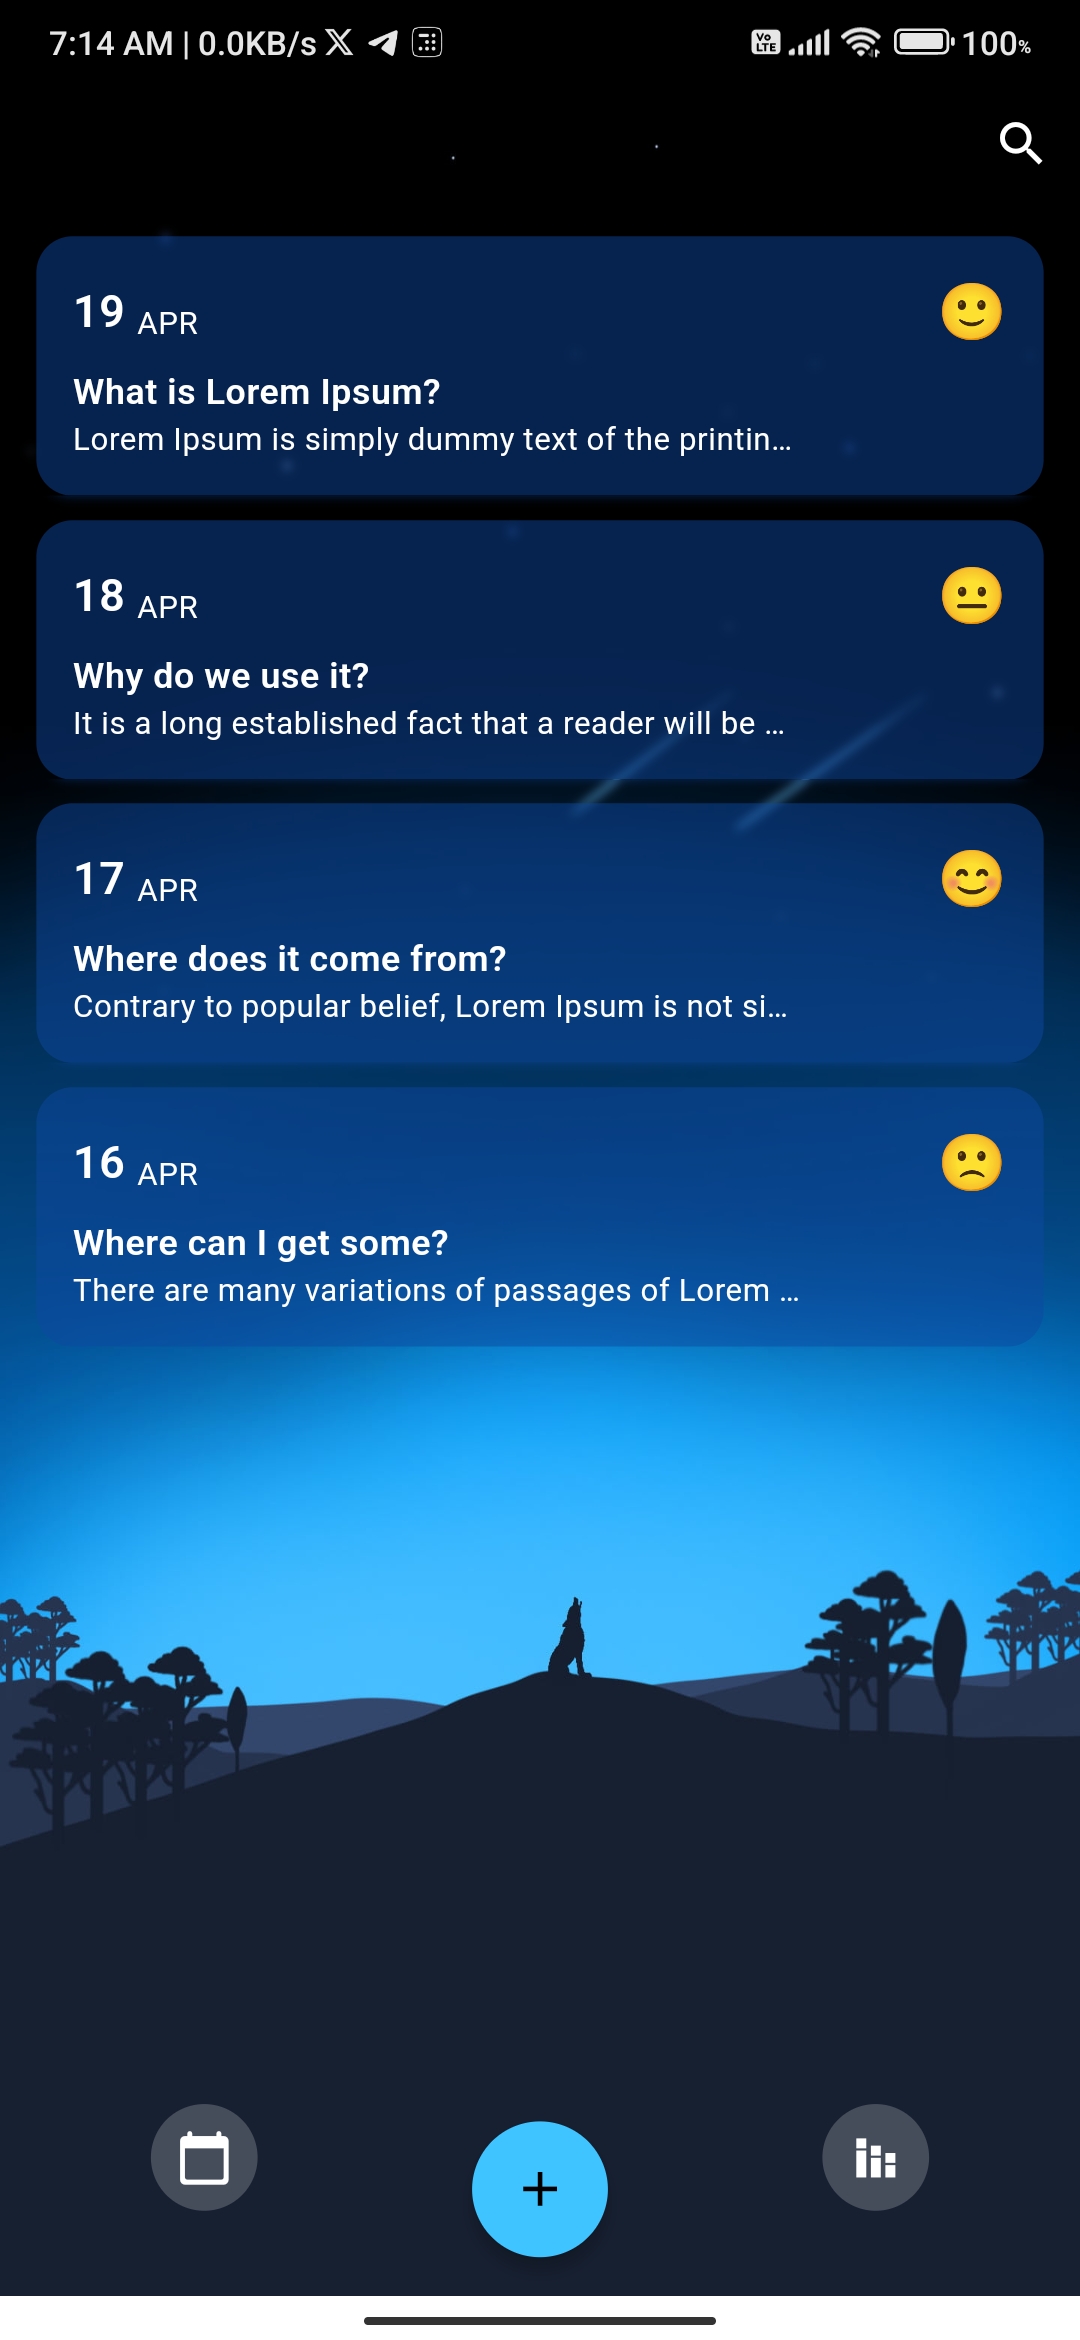 7:14 AM | 0.0KB/s Vo LTE 100%
19 APR
What is Lorem Ipsum?
Lorem Ipsum is simply dummy text of the printin…
18 APR
Why do we use it?
It is a long established fact that a reader will be …
17 APR
Where does it come from?
Contrary to popular belief, Lorem Ipsum is not si…
16 APR
Where can I get some?
There are many variations of passages of Lorem …